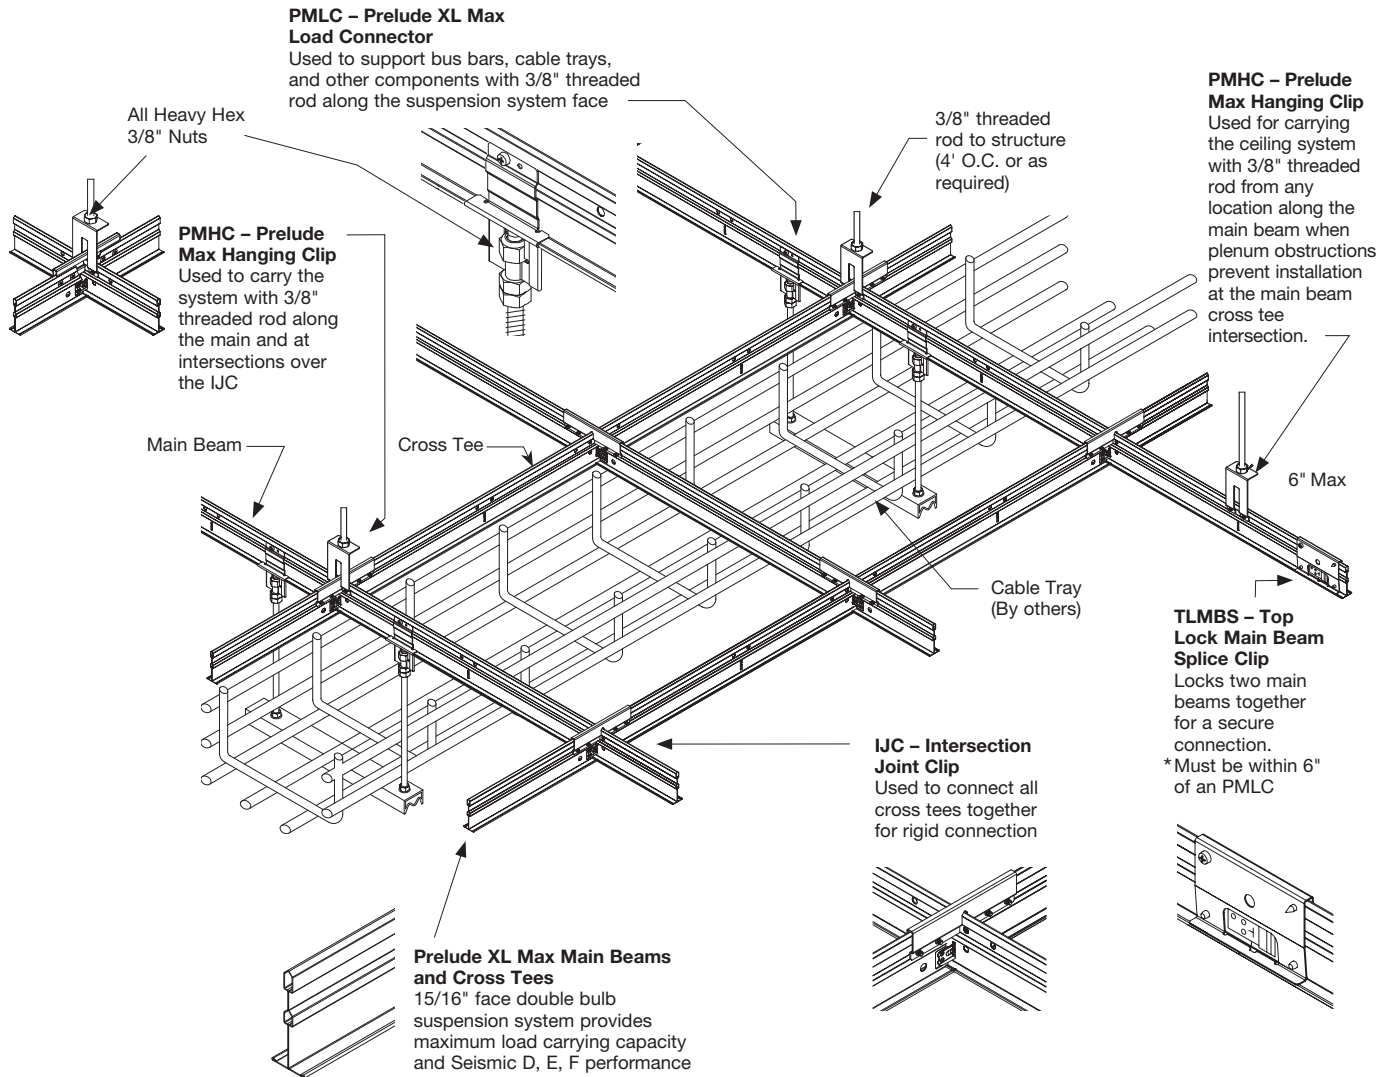 PMLC – Prelude XL Max
Load Connector
Used to support bus bars, cable trays,
and other components with 3/8" threaded
rod along the suspension system face
All Heavy Hex
3/8" Nuts
3/8" threaded
rod to structure
(4' O.C. or as
required)
PMHC – Prelude
Max Hanging Clip
Used for carrying
the ceiling system
with 3/8" threaded
rod from any
location along the
main beam when
plenum obstructions
prevent installation
at the main beam
cross tee
intersection.
PMHC – Prelude
Max Hanging Clip
Used to carry the
system with 3/8"
threaded rod along
the main and at
intersections over
the IJC
Main Beam
Cross Tee
6" Max
Cable Tray
(By others)
TLMBS – Top
Lock Main Beam
Splice Clip
Locks two main
beams together
for a secure
connection.
*Must be within 6"
of an PMLC
IJC – Intersection
Joint Clip
Used to connect all
cross tees together
for rigid connection
Prelude XL Max Main Beams
and Cross Tees
15/16" face double bulb
suspension system provides
maximum load carrying capacity
and Seismic D, E, F performance